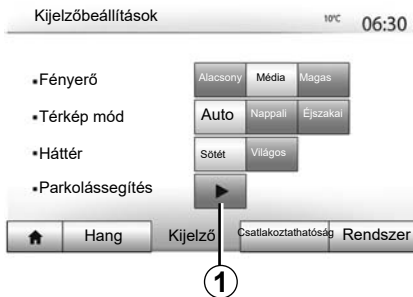 Kijelzőbeállítások 10°C 06:30
▪Fényerő Alacsony Média Magas
▪Térkép mód Auto Nappali Éjszakai
▪Háttér Sötét Világos
▪Parkolássegítés
Hang Kijelző Csatlakoztathatóság Rendszer
1